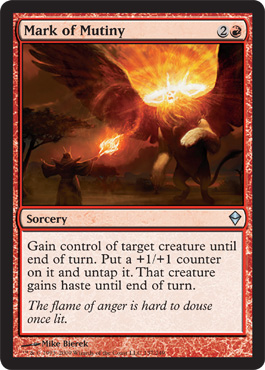 Mark of Mutiny 2
Sorcery
Gain control of target creature until
end of turn. Put a +1/+1 counter
on it and untap it. That creature
gains haste until end of turn.
The flame of anger is hard to douse
once lit.
Mike Bierek